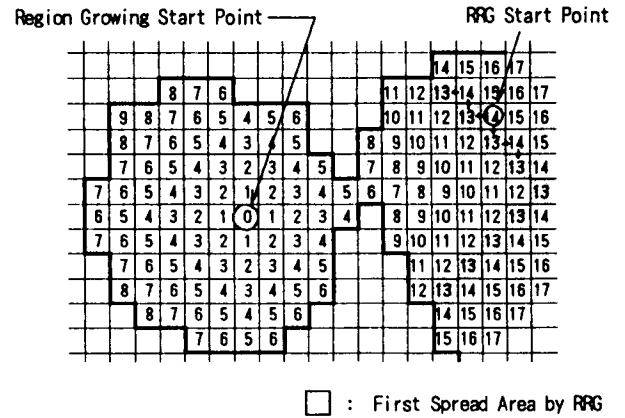 Region Growing Start Point
RRG Start Point
14 15 16 17
8 7 6 11 12 13 14 15 16 17
9 8 7 6 5 4 5 6 10 11 12 13 14 15 16
8 7 6 5 4 3 4 5 8 9 10 11 12 13 14 15
7 6 5 4 3 2 3 4 5 7 8 9 10 11 12 13 14
7 6 5 4 3 2 1 2 3 4 5 6 7 8 9 10 11 12 13
6 5 4 3 2 1 0 1 2 3 4 8 9 10 11 12 13 14
7 6 5 4 3 2 1 2 3 4 9 10 11 12 13 14 15
7 6 5 4 3 2 3 4 5 11 12 13 14 15 16
8 7 6 5 4 3 4 5 6 12 13 14 15 16 17
8 7 6 5 4 5 6 14 15 16 17
7 6 5 6 15 16 17
: First Spread Area by RRG